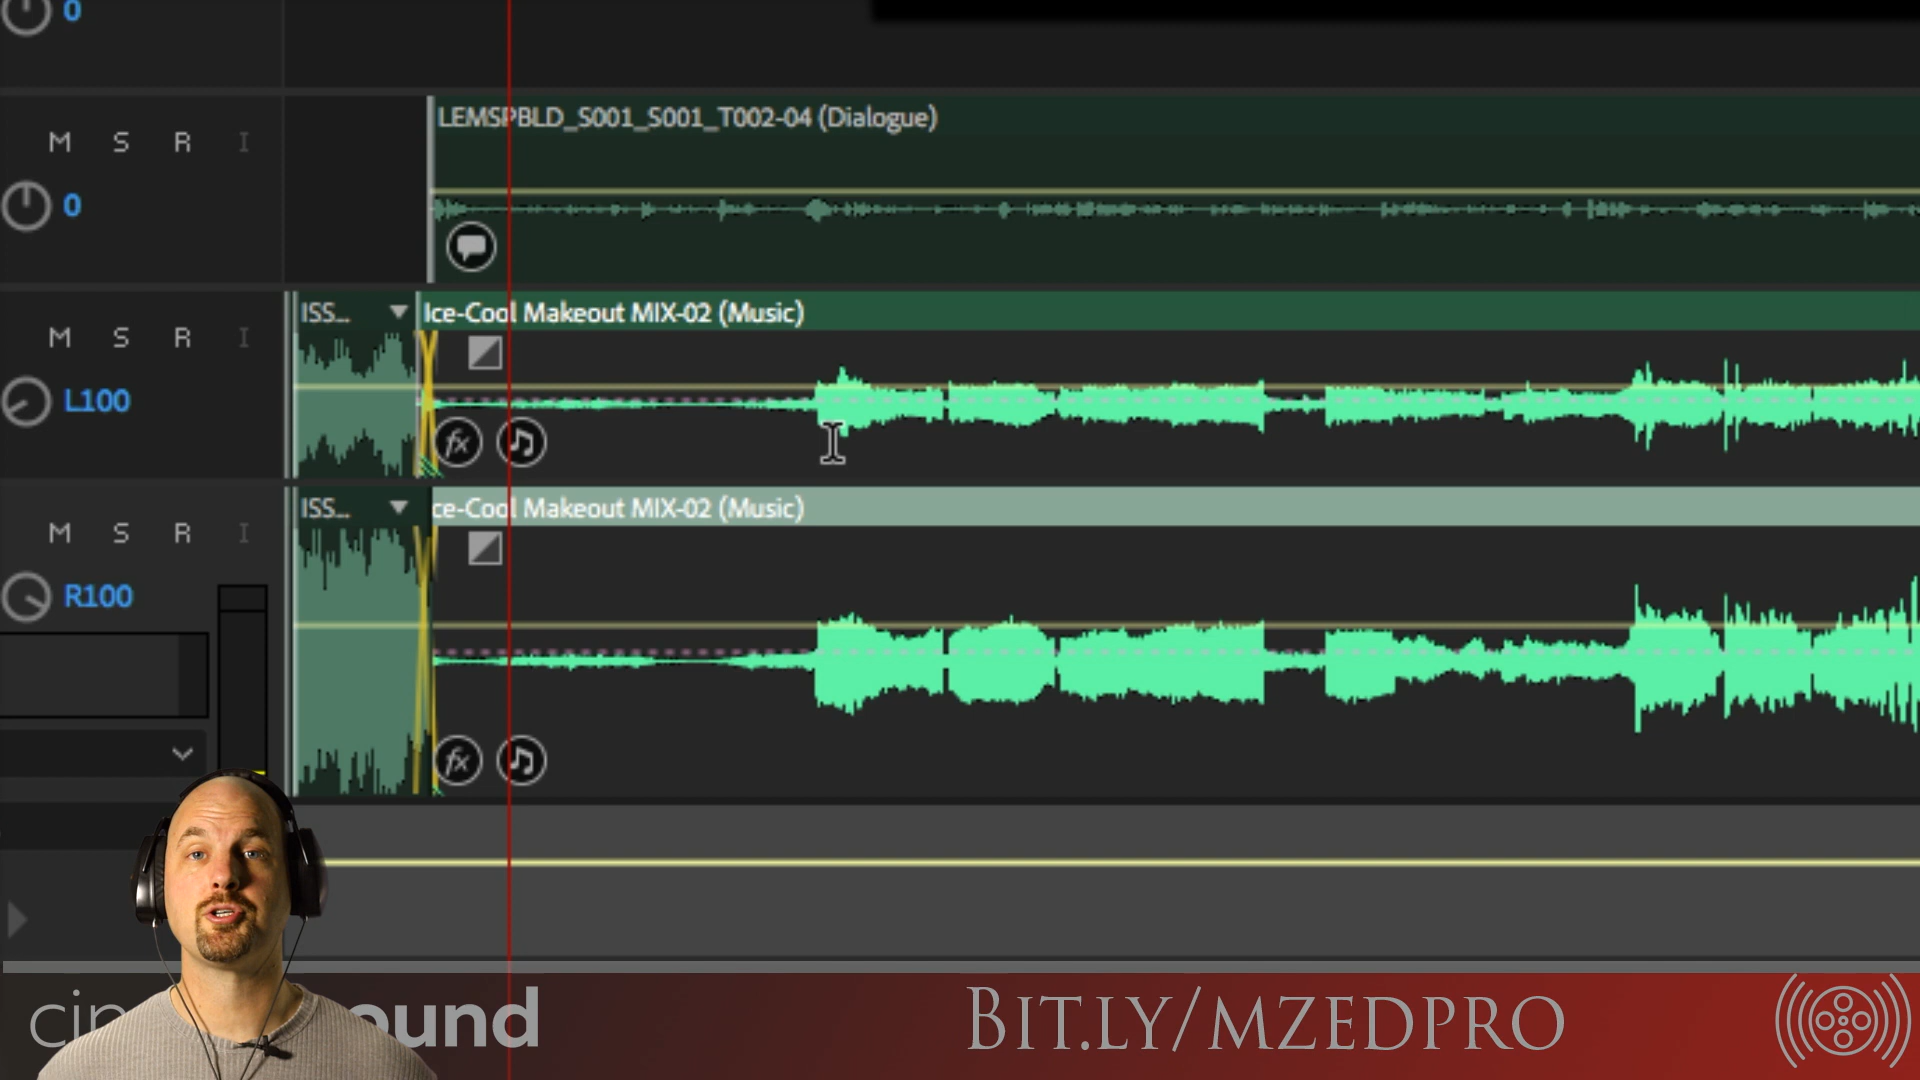 0
LEMSPBLD_S001_S001_T002-04 (Dialogue)
M S R I
0
ISS... Ice-Cool Makeout MIX-02 (Music)
M S R I
L100
fx
ISS... ce-Cool Makeout MIX-02 (Music)
M S R I
R100
fx
cin ound
BIT.LY/MZEDPRO